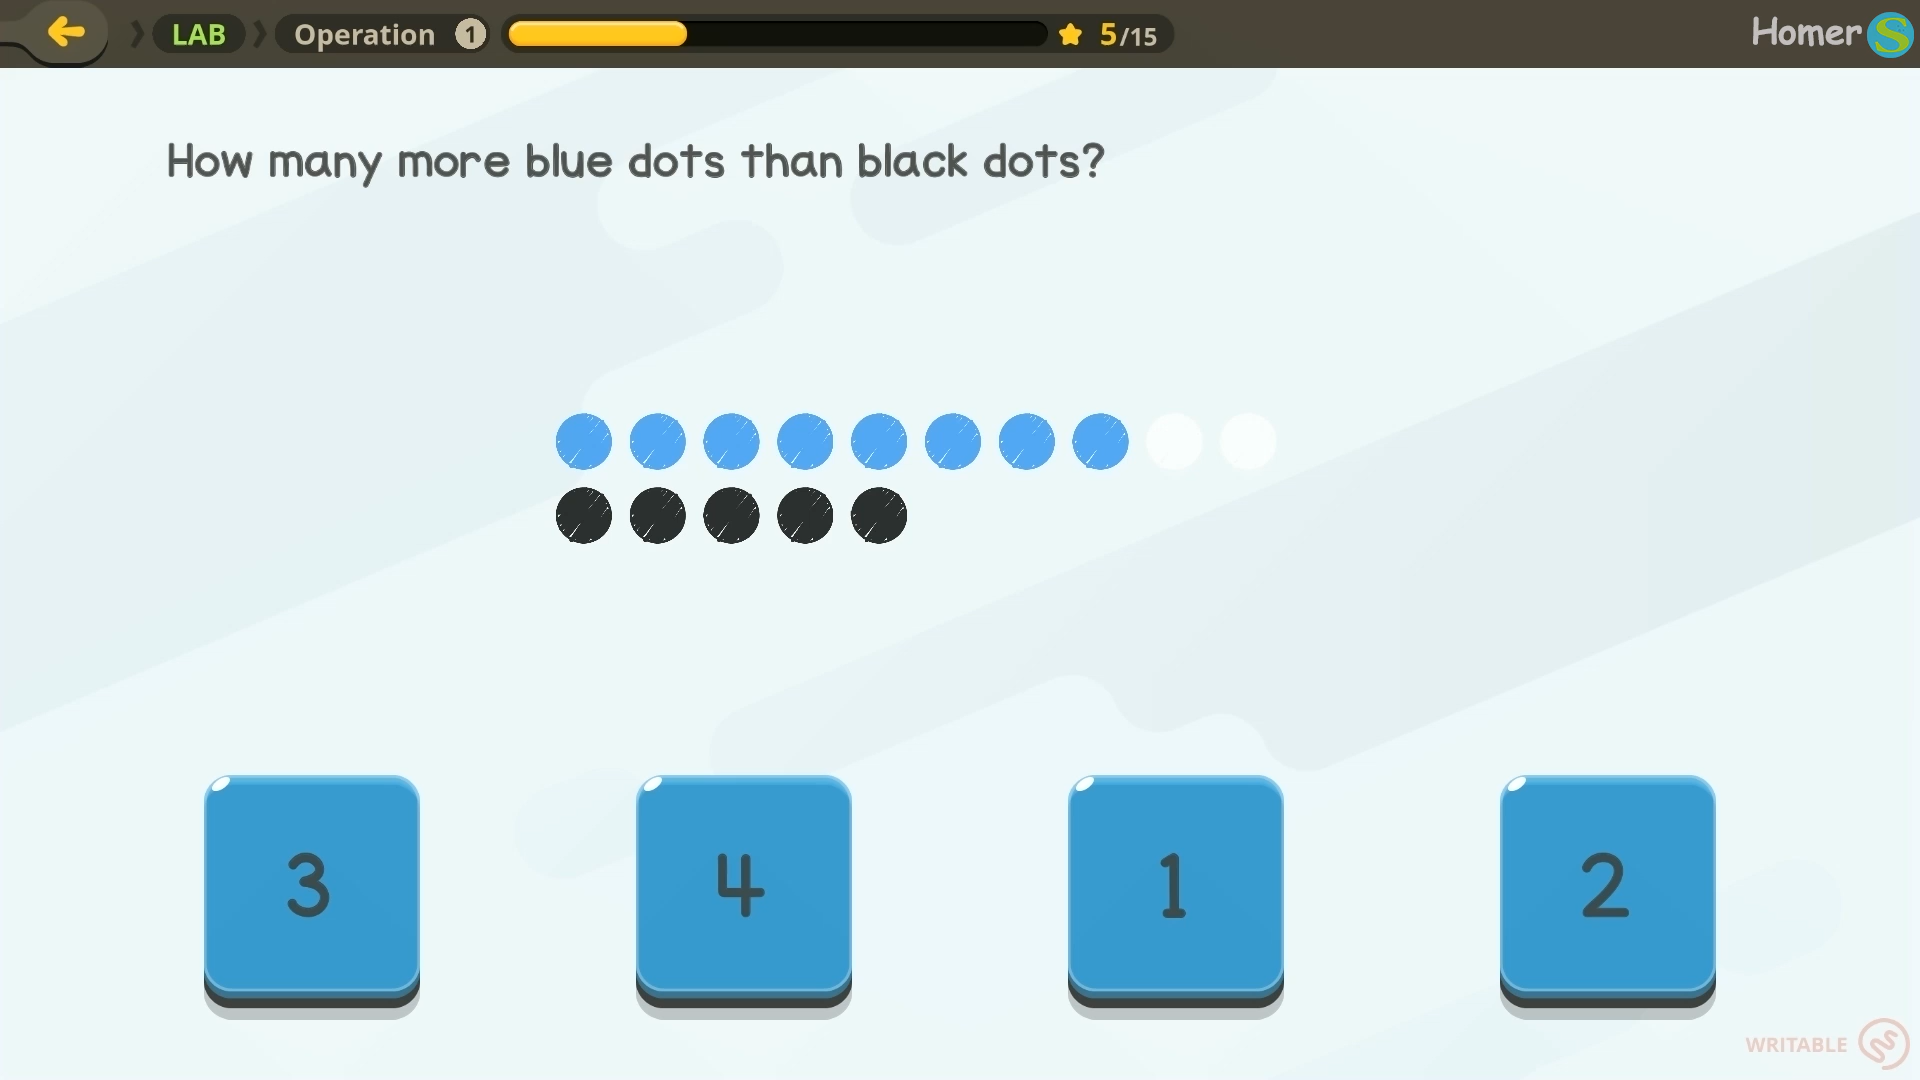 LAB
Operation 1
5/15
Homer S
How many more blue dots than black dots?
3
4
1
2
WRITABLE